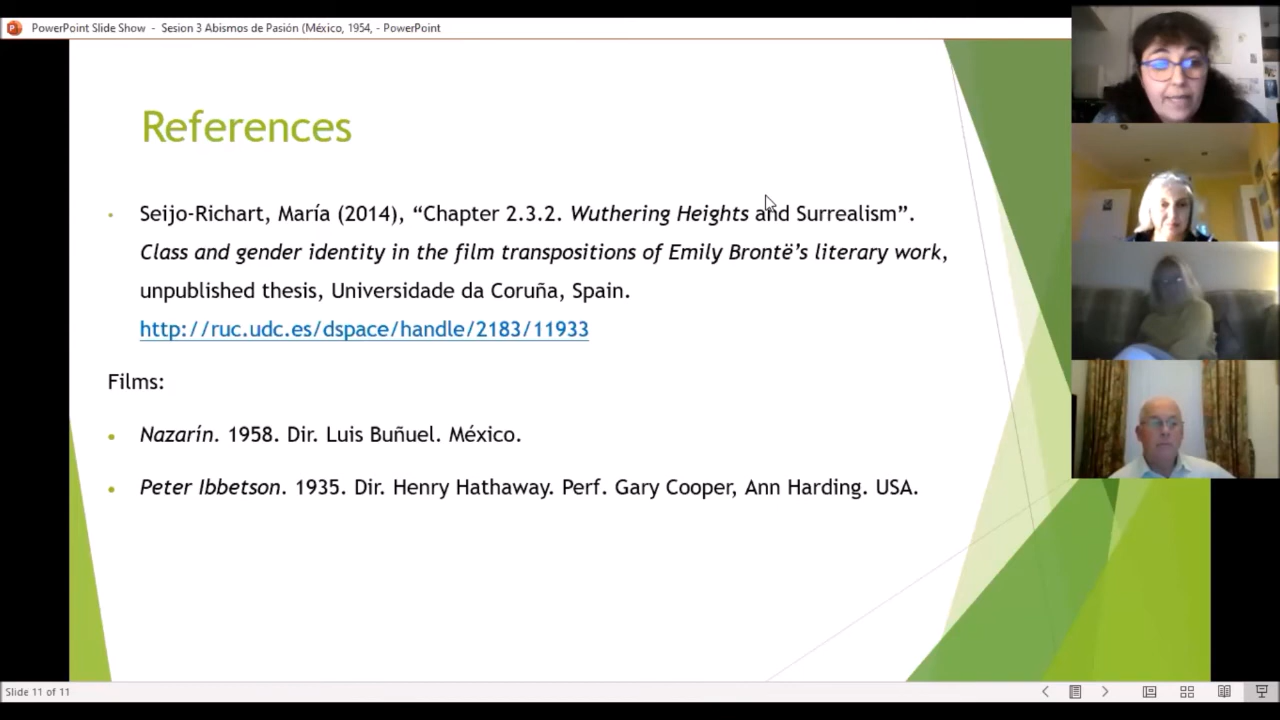 PowerPoint Slide Show - Sesion 3 Abismos de Pasión (México, 1954, - PowerPoint
References
• Seijo-Richart, María (2014), “Chapter 2.3.2. Wuthering Heights and Surrealism”.
Class and gender identity in the film transpositions of Emily Brontë’s literary work,
unpublished thesis, Universidade da Coruña, Spain.
http://ruc.udc.es/dspace/handle/2183/11933
Films:
• Nazarín. 1958. Dir. Luis Buñuel. México.
• Peter Ibbetson. 1935. Dir. Henry Hathaway. Perf. Gary Cooper, Ann Harding. USA.
Slide 11 of 11